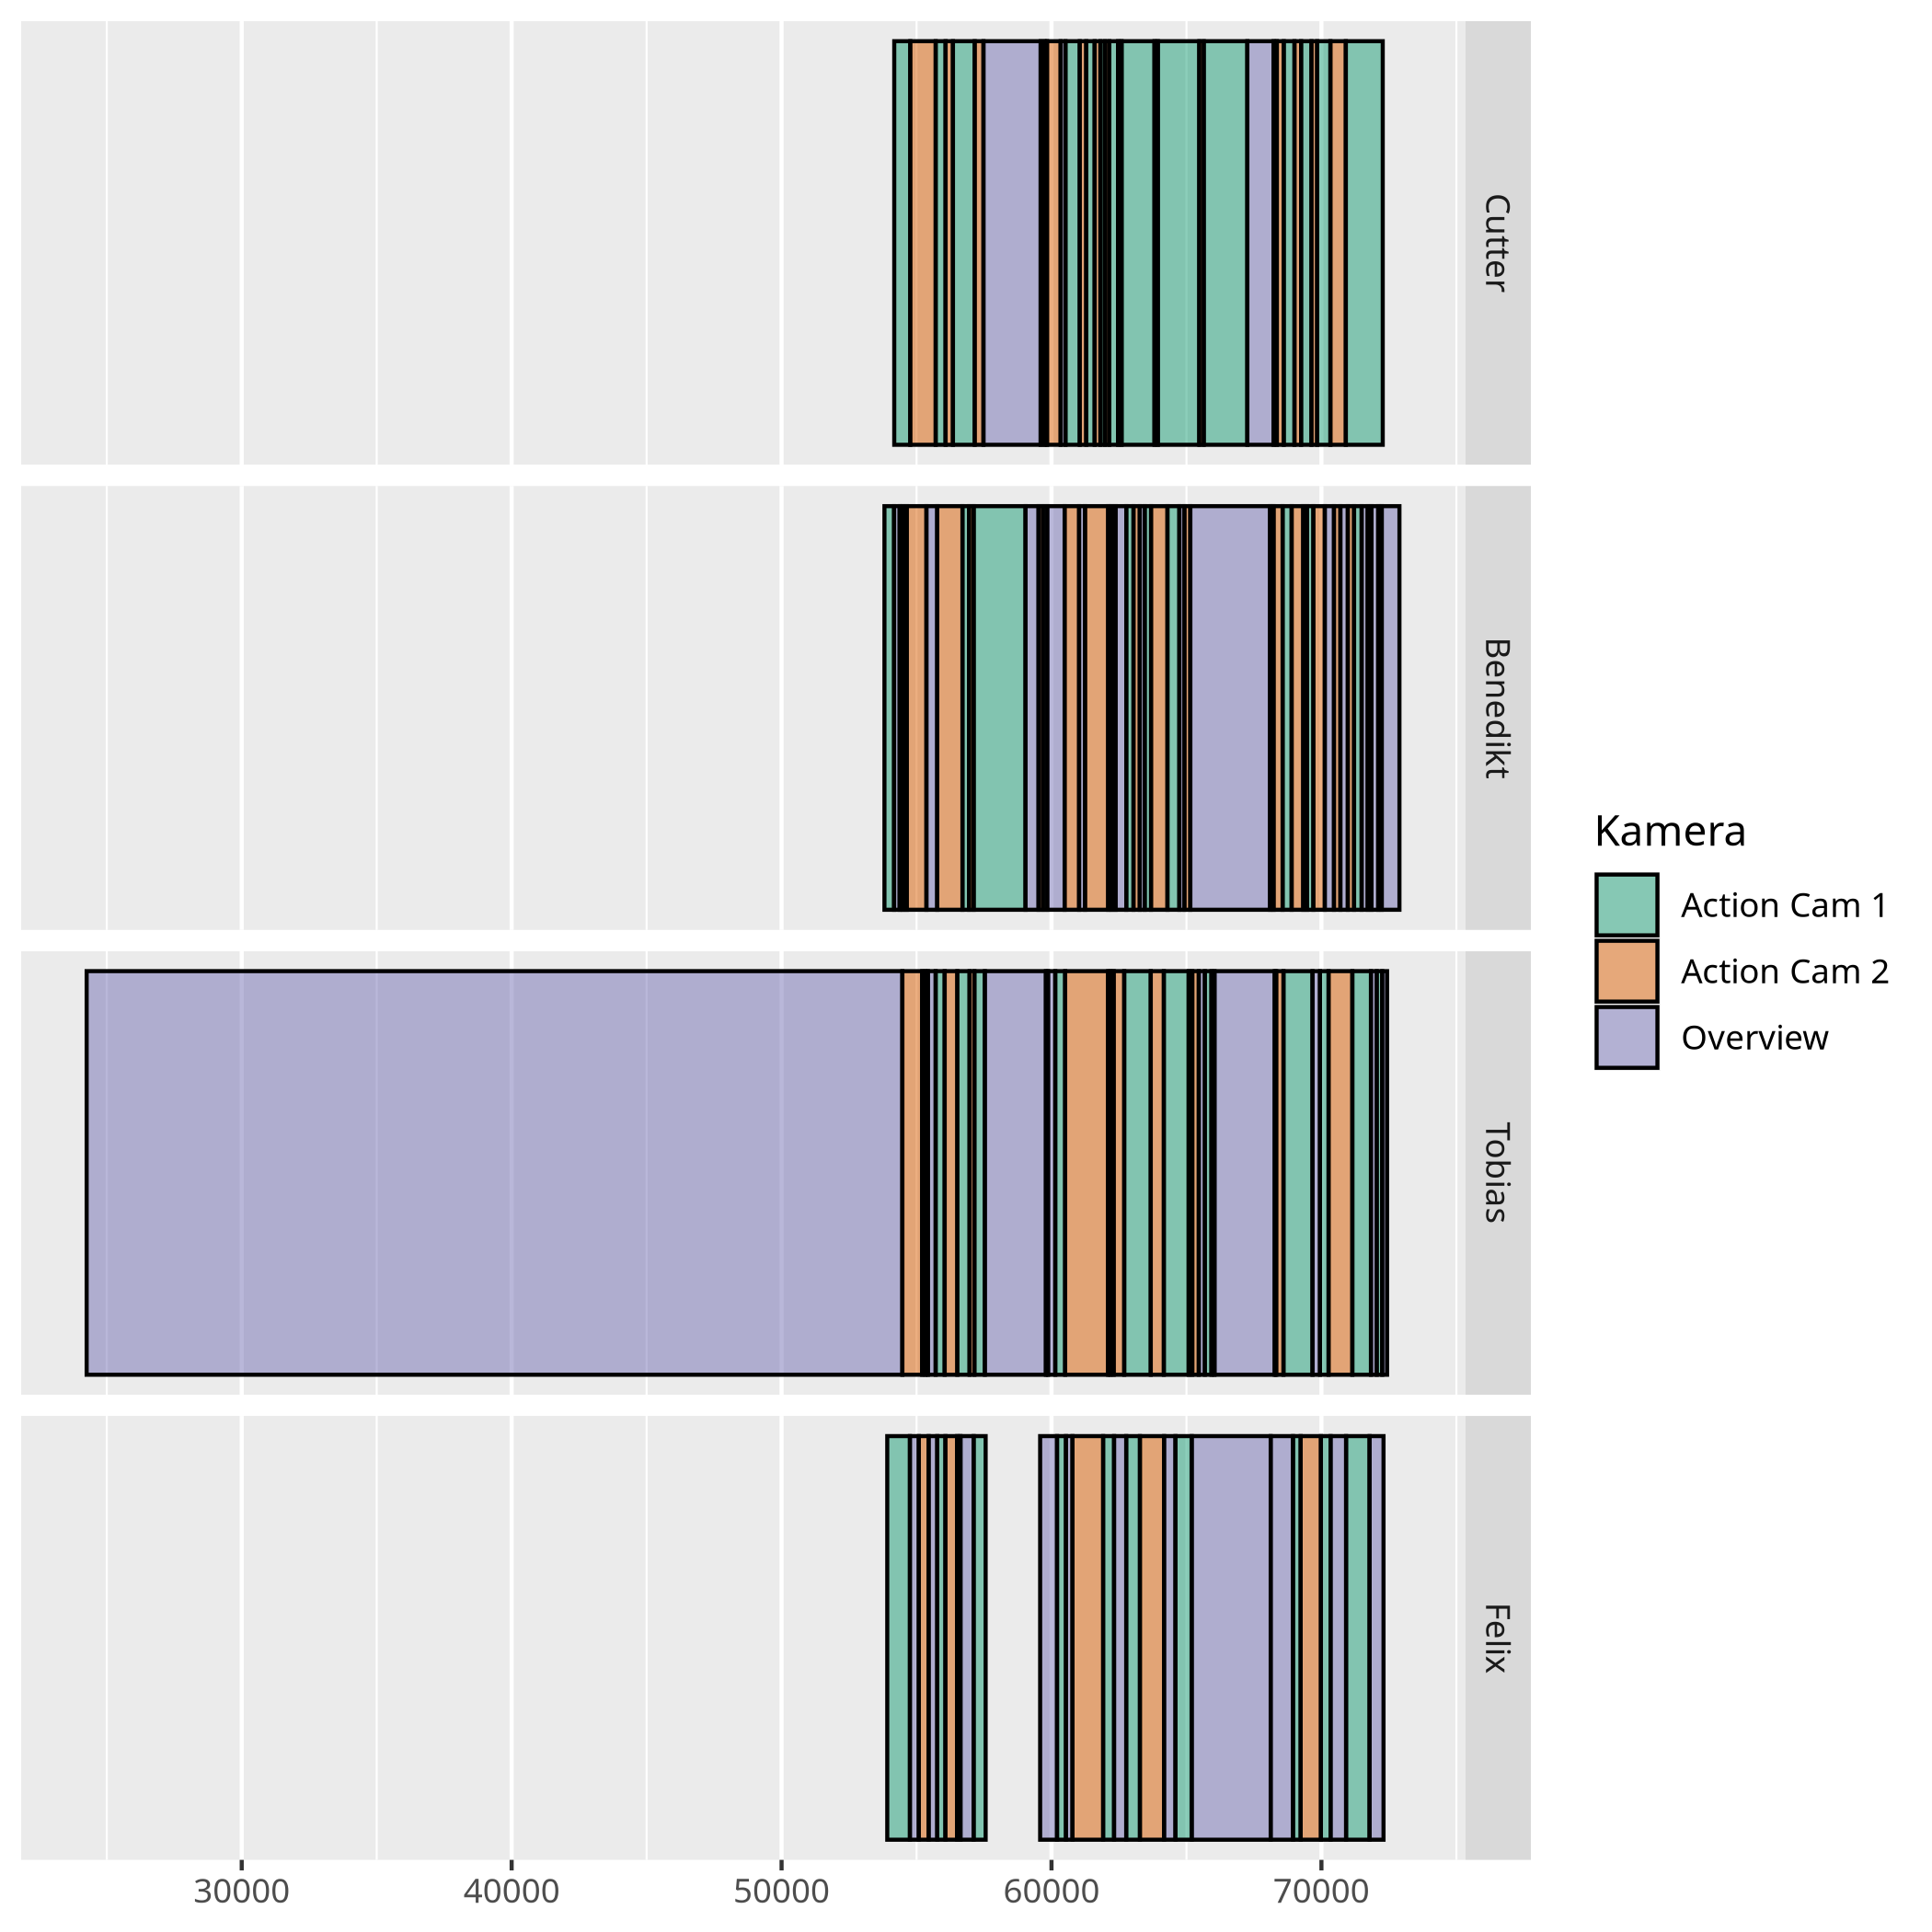 Cutter
Benedikt
Tobias
Felix
30000 40000 50000 60000 70000
Kamera
Action Cam 1
Action Cam 2
Overview